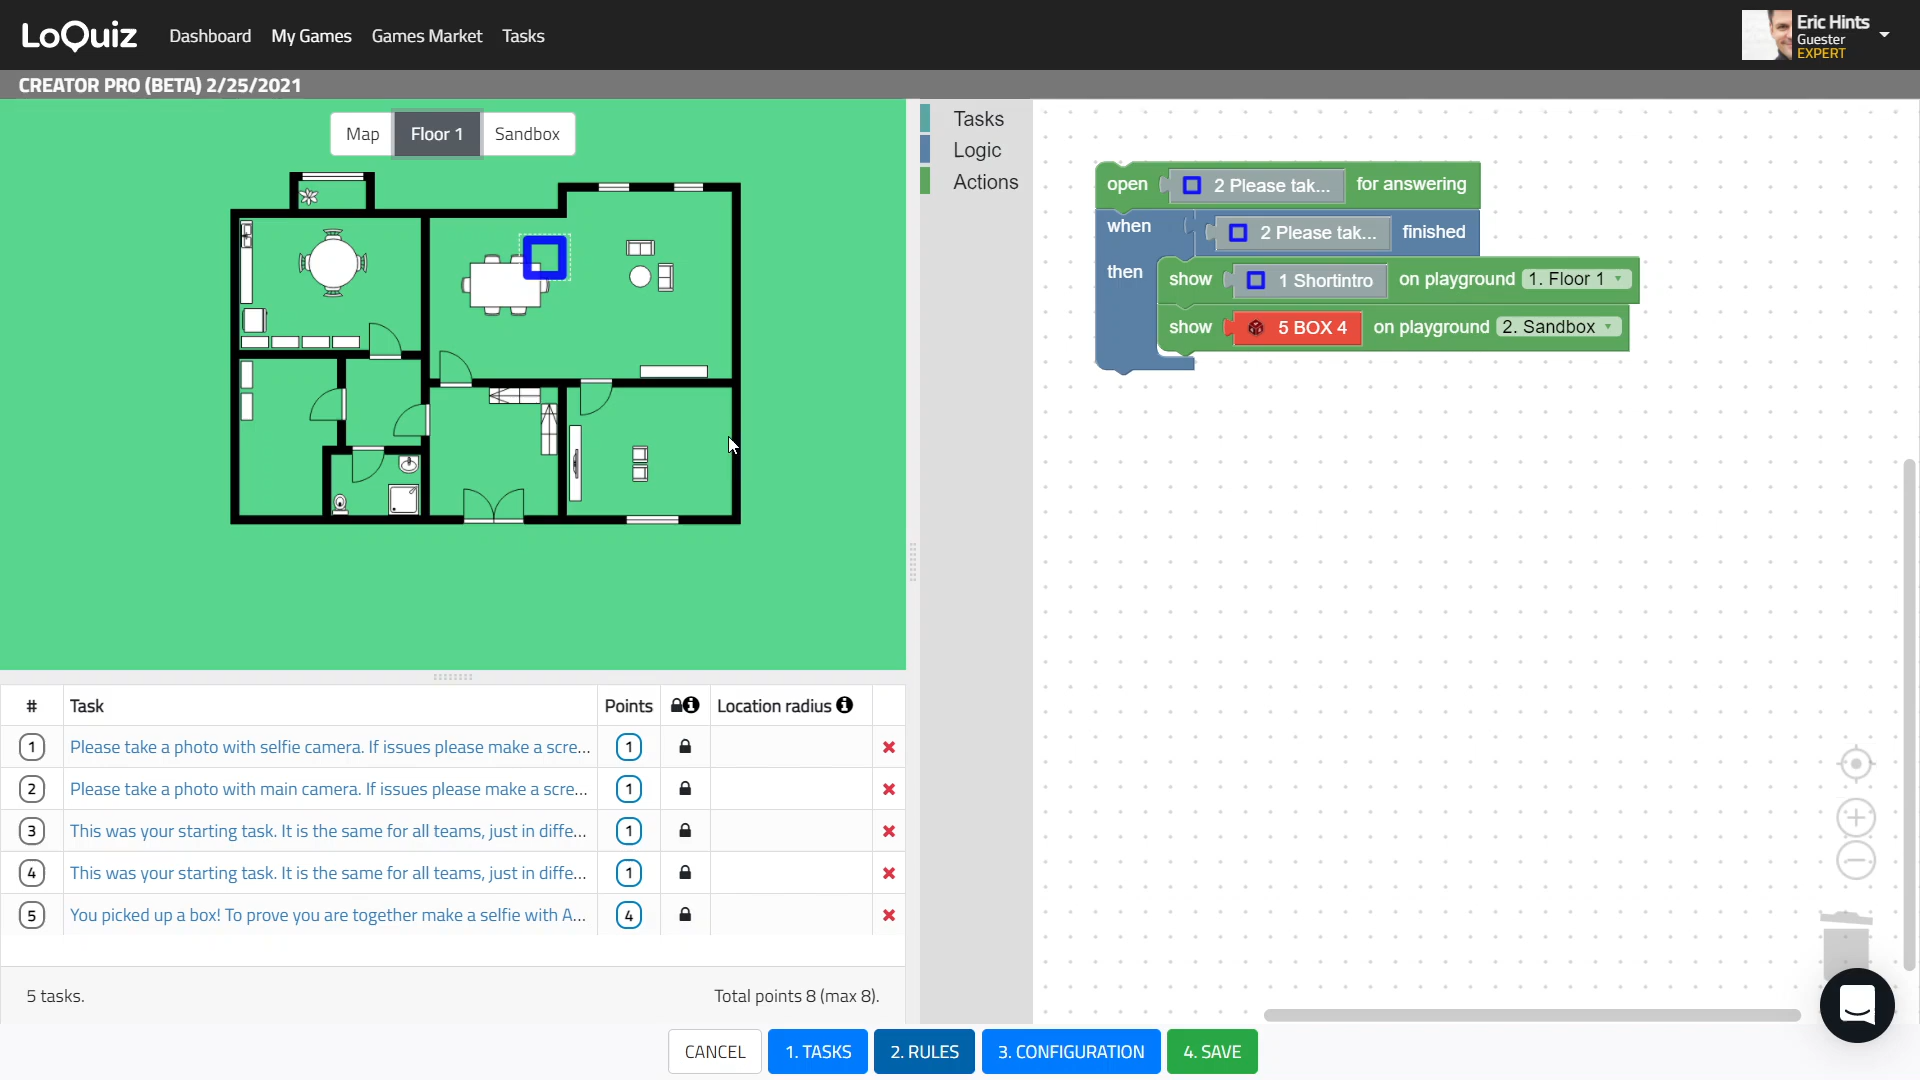 LoQuiz
Dashboard My Games Games Market Tasks
Eric Hints
Guester
EXPERT
CREATOR PRO (BETA) 2/25/2021
Map Floor 1 Sandbox
Tasks
Logic
Actions
open 2 Please tak... for answering
when 2 Please tak... finished
then show 1 Shortintro on playground 1. Floor 1
show 5 BOX 4 on playground 2. Sandbox
# Task Points Location radius
1 Please take a photo with selfie camera. If issues please make a scre... 1
2 Please take a photo with main camera. If issues please make a scre... 1
3 This was your starting task. It is the same for all teams, just in diffe... 1
4 This was your starting task. It is the same for all teams, just in diffe... 1
5 You picked up a box! To prove you are together make a selfie with A... 4
5 tasks. Total points 8 (max 8).
CANCEL 1. TASKS 2. RULES 3. CONFIGURATION 4. SAVE